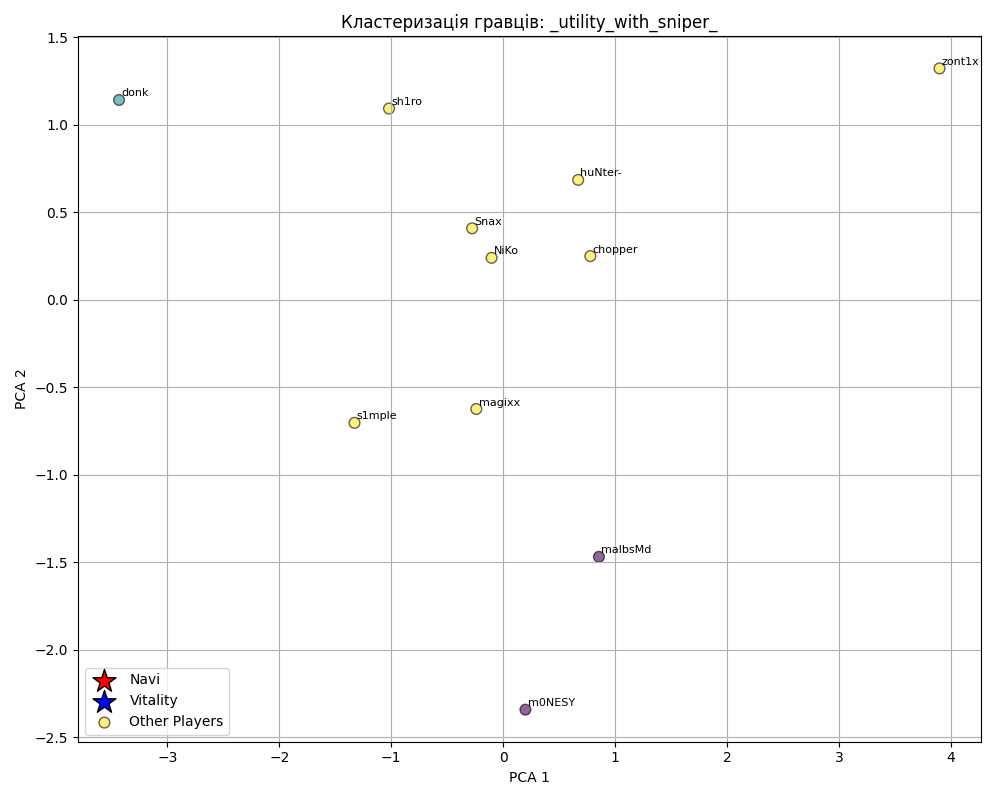 Кластеризація гравців: _utility_with_sniper_
1.5
1.0
0.5
0.0
−0.5
−1.0
−1.5
−2.0
−2.5
PCA 2
zont1x
donk
sh1ro
huNter-
Snax
NiKo
chopper
magixx
s1mple
malbsMd
m0NESY
Navi
Vitality
Other Players
−3 −2 −1 0 1 2 3 4
PCA 1